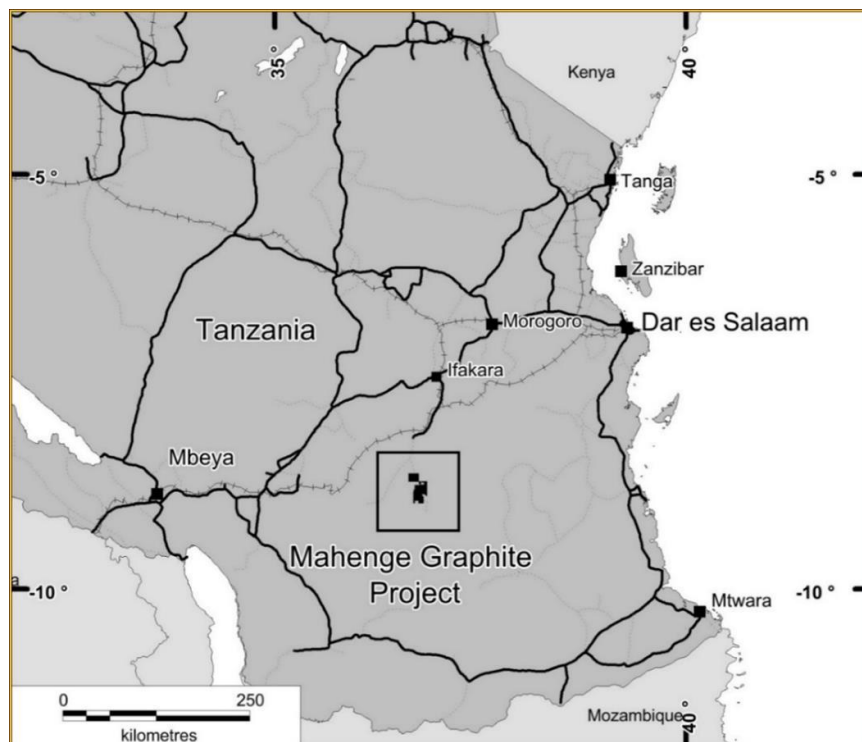 35
40
Kenya
-5 °
Tanga
-5 °
Zanzibar
Tanzania
Morogoro
Dar es Salaam
Ifakara
Mbeya
Mahenge Graphite
Project
-10 °
-10 °
Mtwara
0
250
kilometres
Mozambique
40